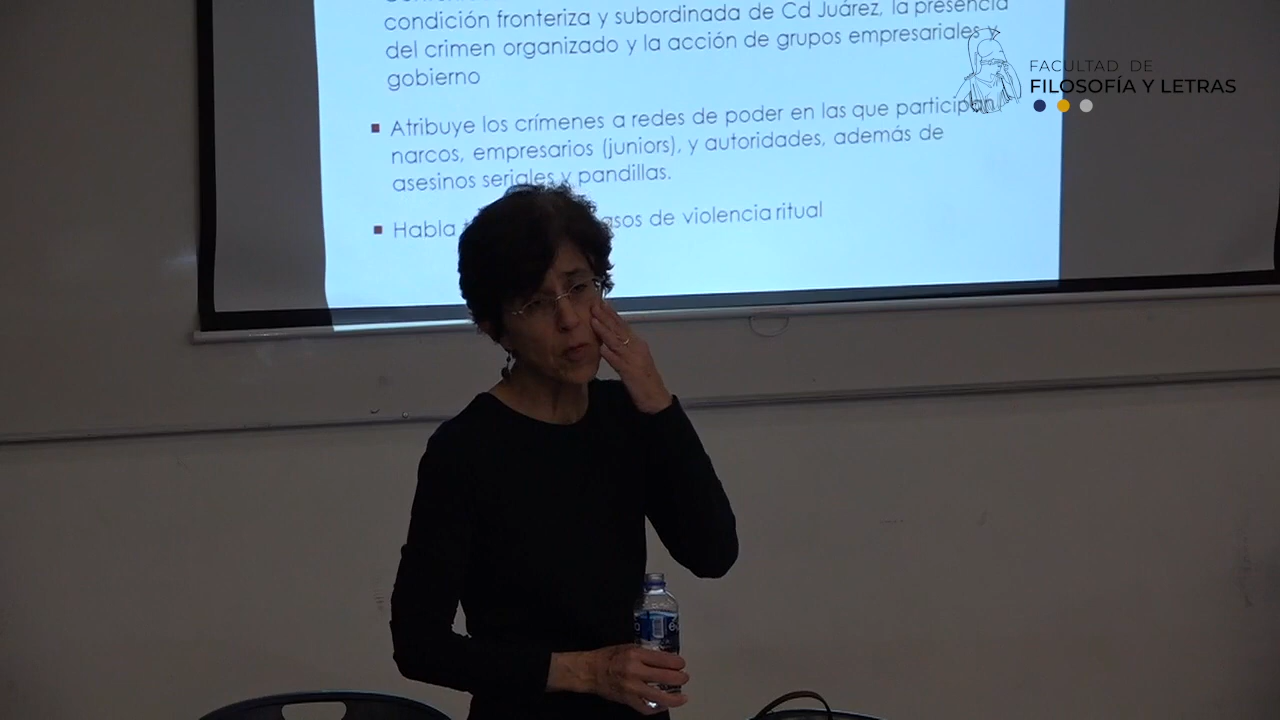 condición fronteriza y subordinada de Cd Juárez, la presencia
del crimen organizado y la acción de grupos empresariales y
gobierno
Atribuye los crímenes a redes de poder en las que participan
narcos, empresarios (juniors), y autoridades, además de
asesinos seriales y pandillas.
Habla asos de violencia ritual
FACULTAD DE
FILOSOFÍA Y LETRAS